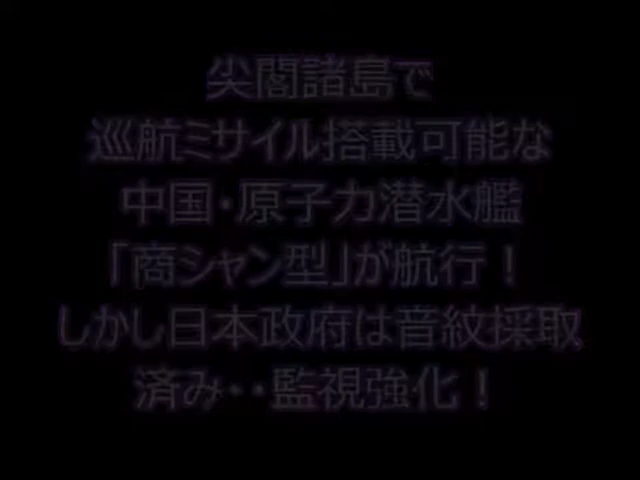 尖閣諸島で
巡航ミサイル搭載可能な
中国・原子力潜水艦
「商シャン型」が航行！
しかし日本政府は音紋採取
済み・・監視強化！